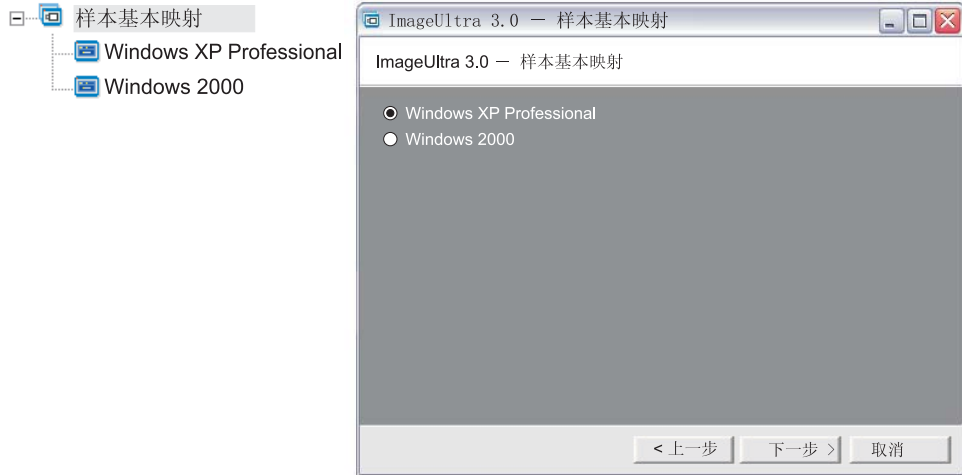 样本基本映射
Windows XP Professional
Windows 2000
ImageUltra 3.0 － 样本基本映射
ImageUltra 3.0 － 样本基本映射
Windows XP Professional
Windows 2000
< 上一步
下一步 >
取消